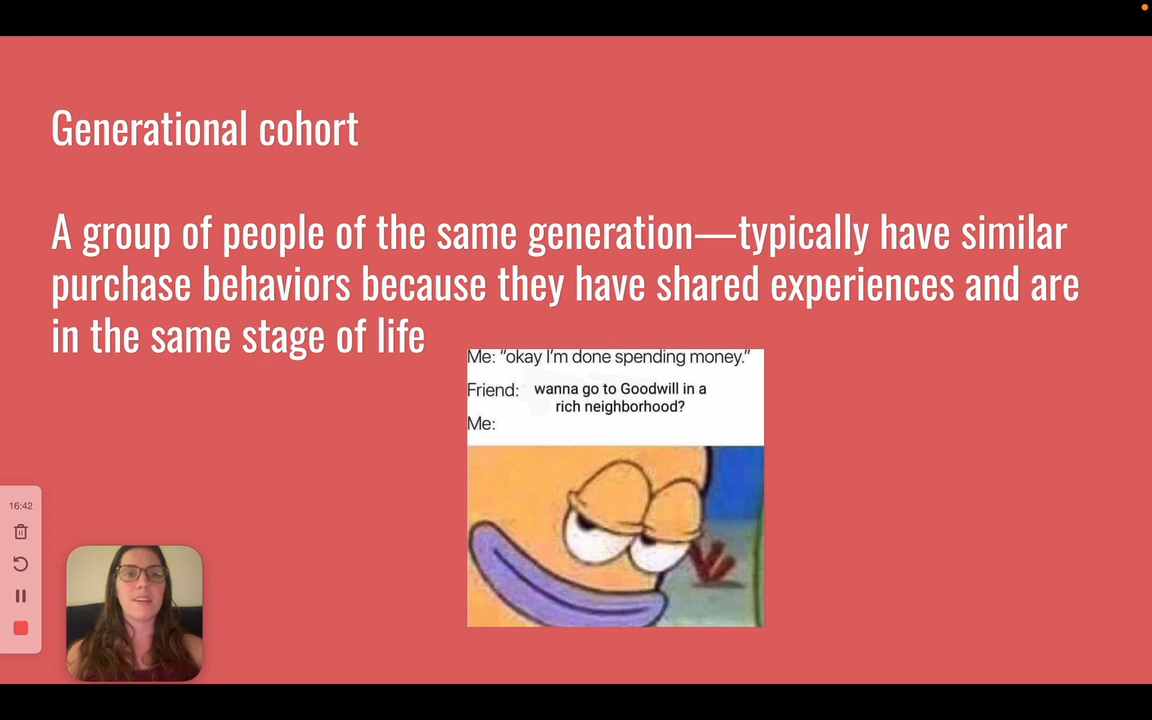 Generational cohort
A group of people of the same generation—typically have similar
purchase behaviors because they have shared experiences and are
in the same stage of life
Me: “okay I’m done spending money.”
Friend: wanna go to Goodwill in a
rich neighborhood?
Me:
16:42